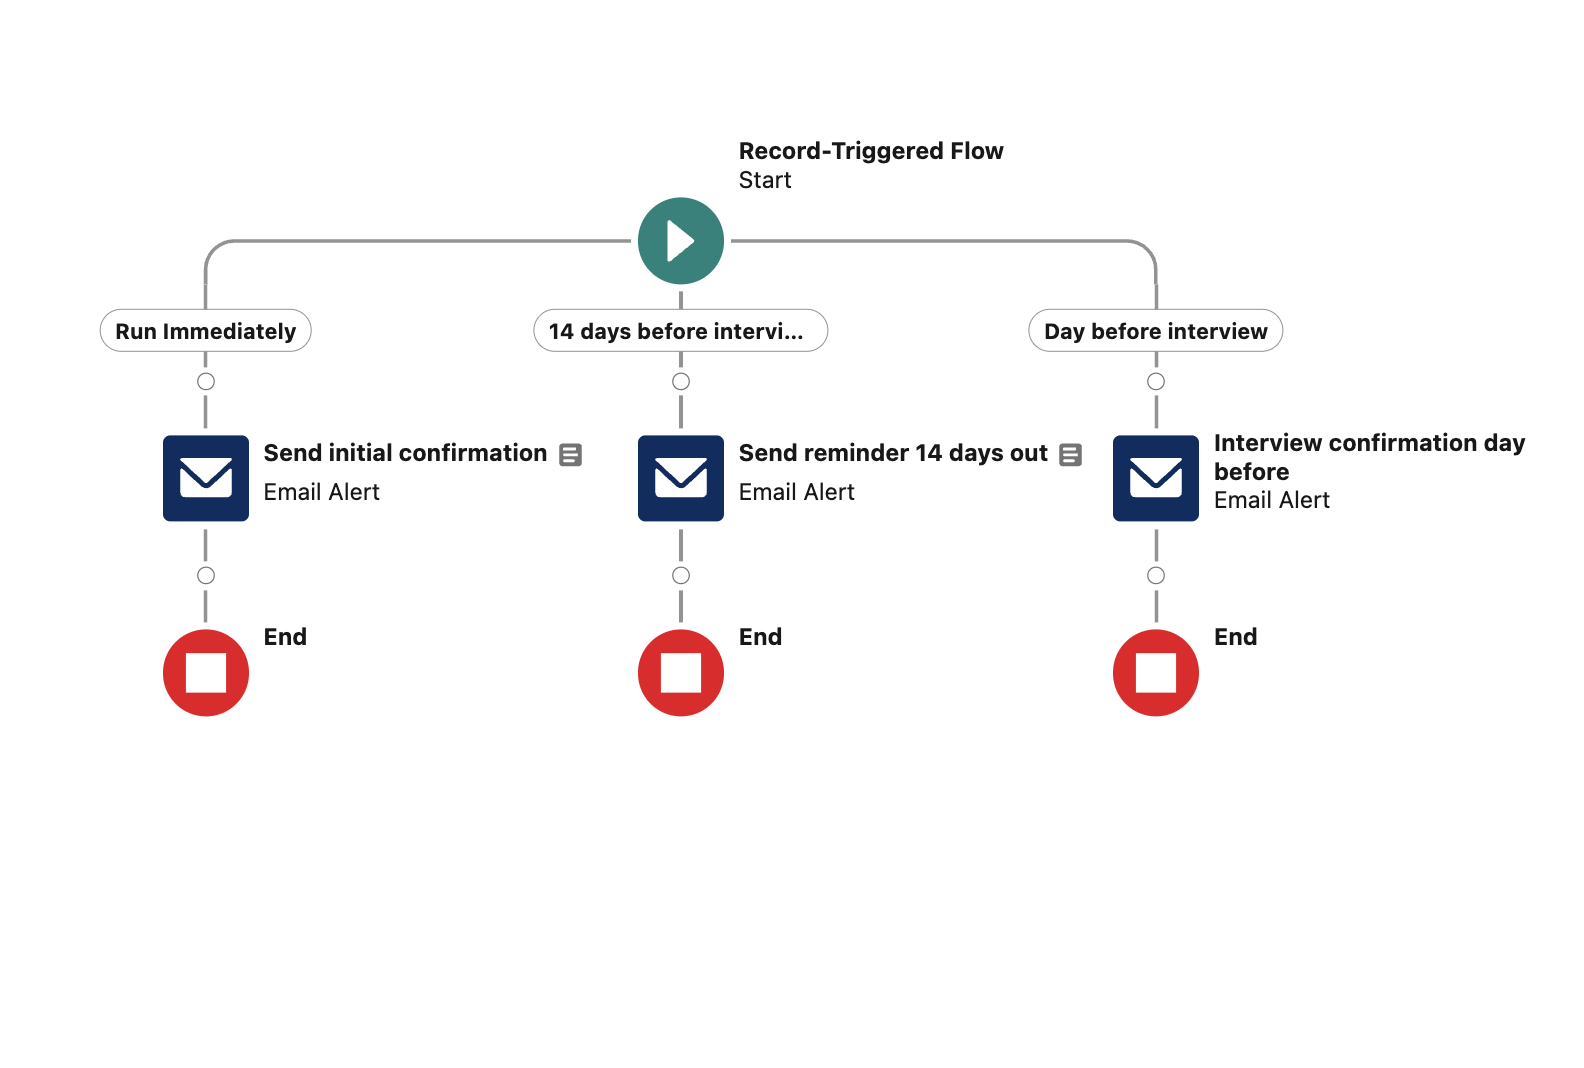 Record-Triggered Flow
Start
Run Immediately
14 days before intervi...
Day before interview
Send initial confirmation
Email Alert
Send reminder 14 days out
Email Alert
Interview confirmation day
before
Email Alert
End
End
End